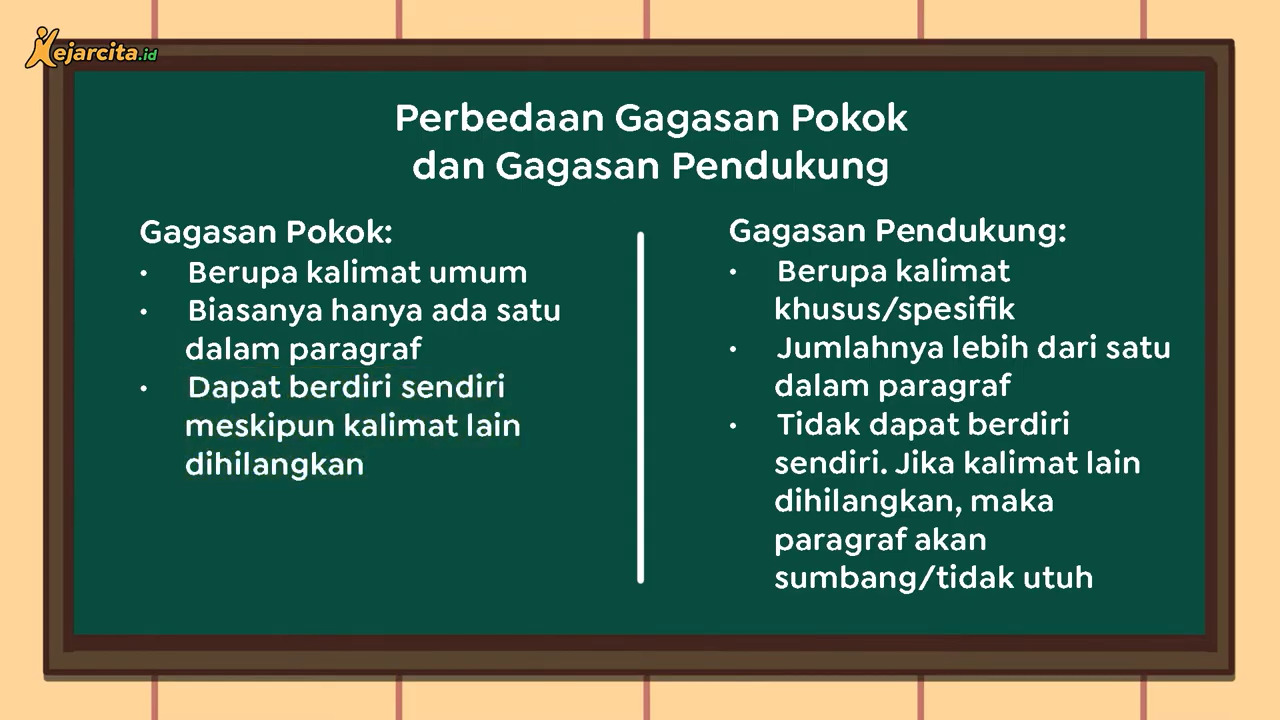 Kejarcita.id
Perbedaan Gagasan Pokok
dan Gagasan Pendukung
Gagasan Pokok:
• Berupa kalimat umum
• Biasanya hanya ada satu
dalam paragraf
• Dapat berdiri sendiri
meskipun kalimat lain
dihilangkan
Gagasan Pendukung:
• Berupa kalimat
khusus/spesifik
• Jumlahnya lebih dari satu
dalam paragraf
• Tidak dapat berdiri
sendiri. Jika kalimat lain
dihilangkan, maka
paragraf akan
sumbang/tidak utuh